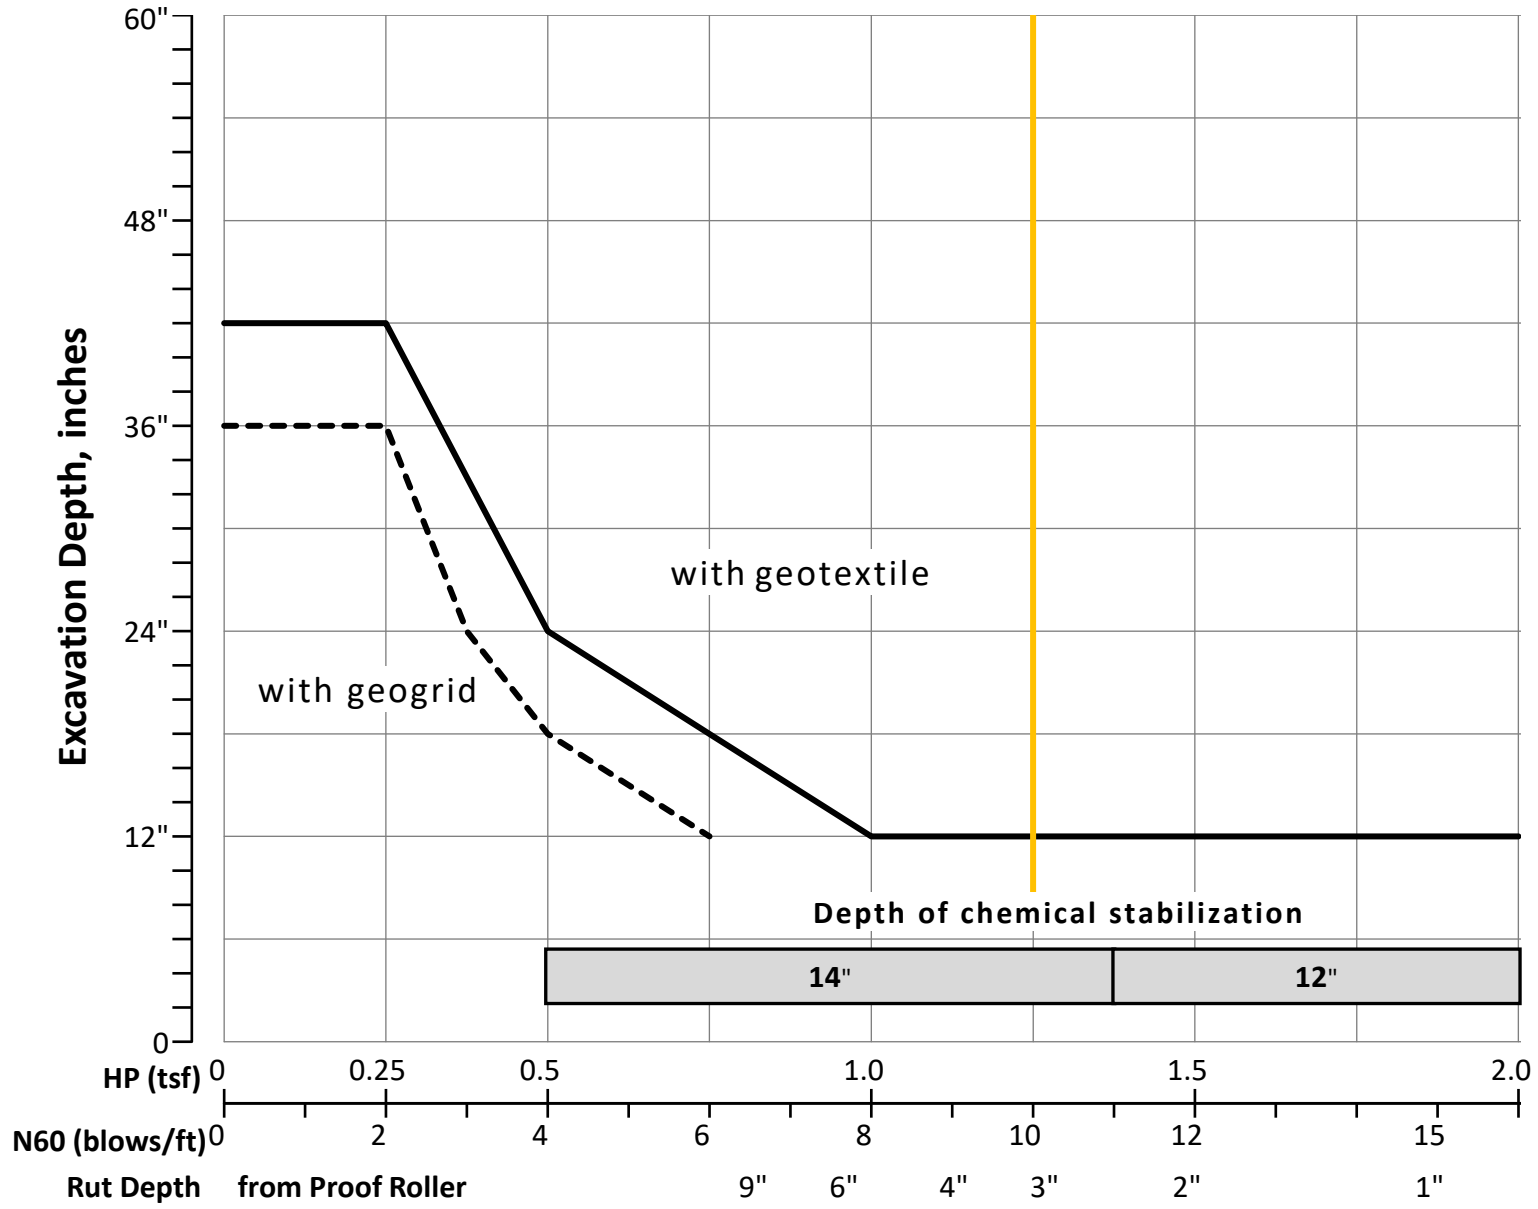 60"
48"
36"
24"
12"
0
Excavation Depth, inches
with geotextile
with geogrid
Depth of chemical stabilization
14" 12"
HP (tsf) 0 0.25 0.5 1.0 1.5 2.0
N60 (blows/ft) 0 2 4 6 8 10 12 15
Rut Depth from Proof Roller 9" 6" 4" 3" 2" 1"